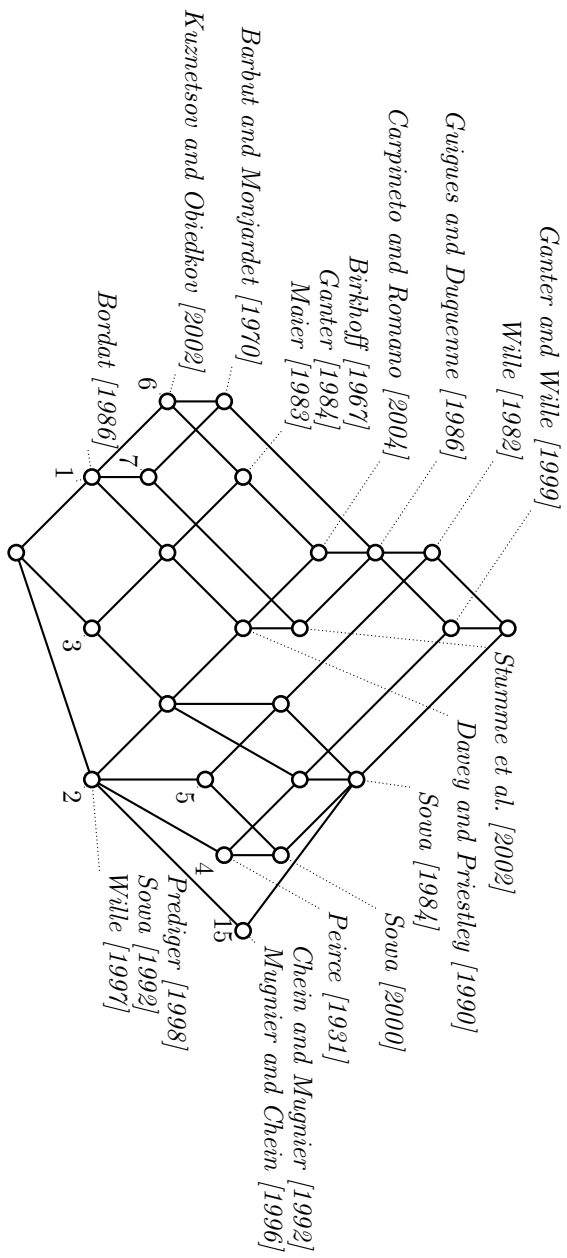 Ganter and Wille [1999]
Wille [1982]
Guigues and Duquenne [1986]
Carpineto and Romano [2004]
Birkhoff [1967]
Ganter [1984]
Maier [1983]
Barbut and Monjardet [1970]
Kuznetsov and Obiedkov [2002]
Bordat [1986]
Stumme et al. [2002]
Davey and Priestley [1990]
Sowa [1984]
Sowa [2000]
Peirce [1931]
Chein and Mugnier [1992]
Mugnier and Chein [1996]
Prediger [1998]
Sowa [1992]
Wille [1997]
6
7
1
3
5
2
4
15